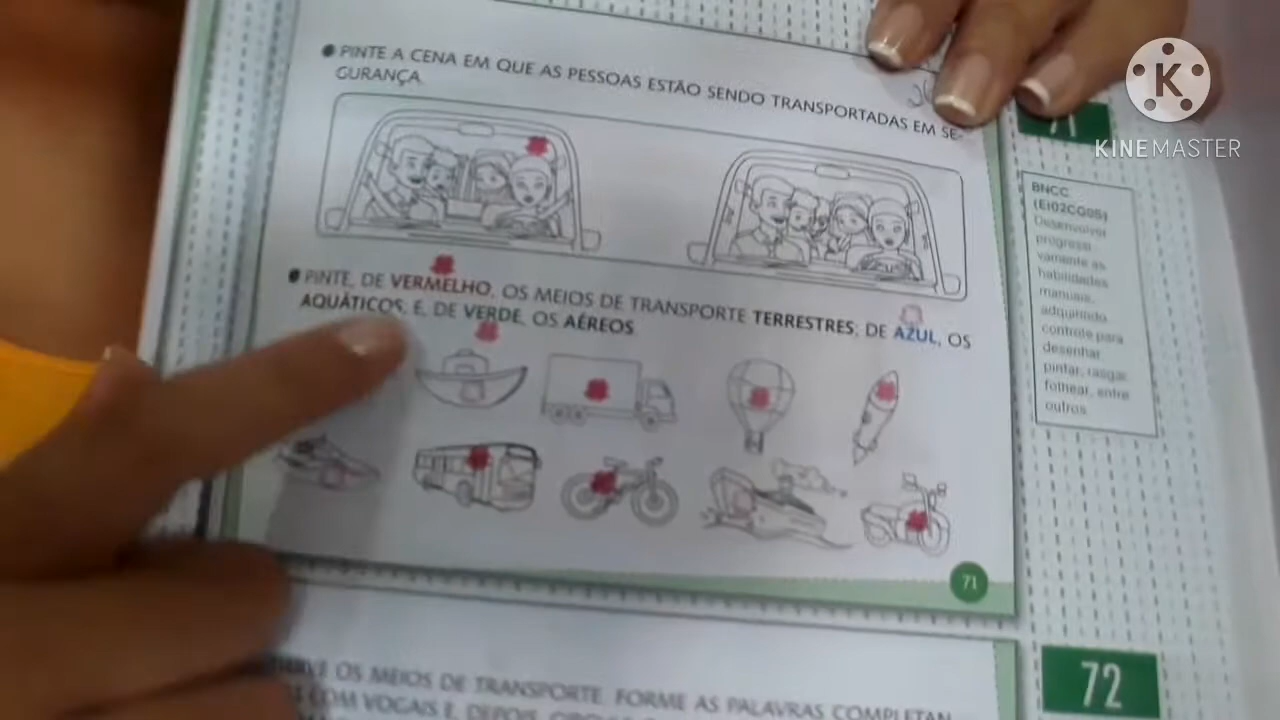 ● PINTE A CENA EM QUE AS PESSOAS ESTÃO SENDO TRANSPORTADAS EM SE-
GURANÇA.
● PINTE, DE VERMELHO, OS MEIOS DE TRANSPORTE TERRESTRES; DE AZUL, OS
AQUÁTICOS, E, DE VERDE, OS AÉREOS
71
71
KINEMASTER
BNCC
(EI02CG05)
Desenvolver
progressi-
vamente as
habilidades
manuais,
adquirindo
controle para
desenhar,
pintar, rasgar,
folhear, entre
outros.
72
OS MEIOS DE TRANSPORTE. FORME AS PALAVRAS COMPLETAN
COM VOGAIS E, DEPOIS,